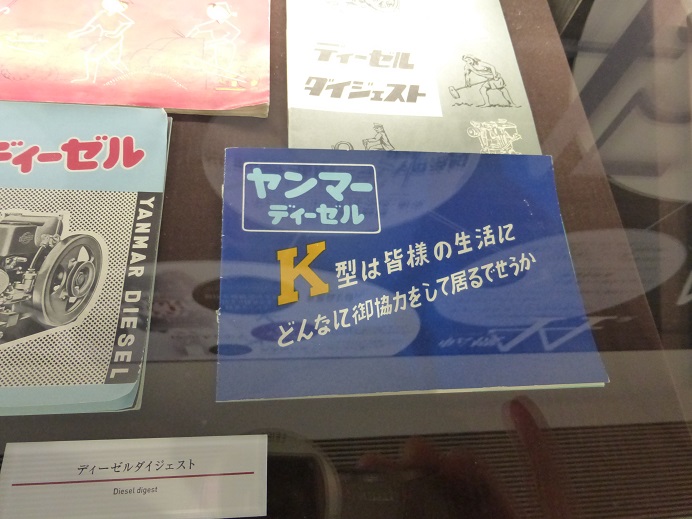 ディーゼル
ダイジェスト
ディーゼル
YANMAR DIESEL
ヤンマー
ディーゼル
K型は皆様の生活に
どんなに御協力をして居るでせうか
ディーゼルダイジェスト
Diesel digest